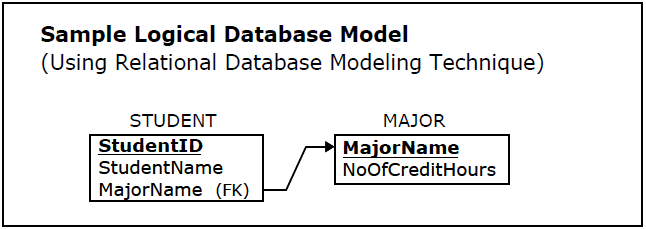 Sample Logical Database Model
(Using Relational Database Modeling Technique)
STUDENT
StudentID
StudentName
MajorName (FK)
MAJOR
MajorName
NoOfCreditHours